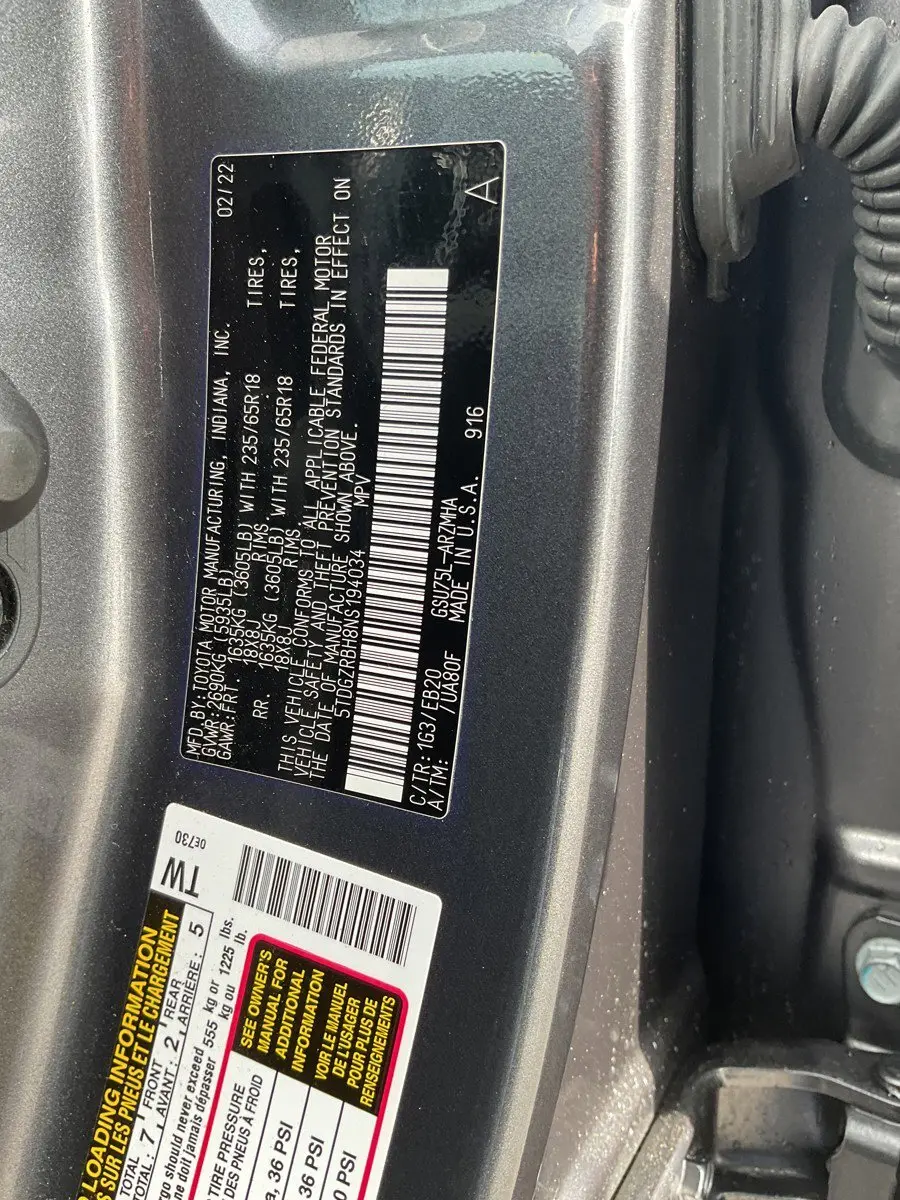 MFD.BY:TOYOTA MOTOR MANUFACTURING, INDIANA, INC. 02/22
GVWR:2690KG (5935LB)
GAWR:FRT 1635KG (3605LB) WITH 235/65R18 TIRES,
18X8J RIMS.
RR. 1635KG (3605LB) WITH 235/65R18 TIRES,
18X8J RIMS
THIS VEHICLE CONFORMS TO ALL APPLICABLE FEDERAL MOTOR
VEHICLE SAFETY AND THEFT PREVENTION STANDARDS IN EFFECT ON
THE DATE OF MANUFACTURE SHOWN ABOVE.
5TDGZRBH8NS194034 MPV
C/TR: 1G3/EB20 GSU75L-ARZMHA 916 A
A/TM: /UA80F MADE IN U.S.A.
0E730
TW
LOADING INFORMATION
SUR LES PNEUS ET LE CHARGEMENT
TOTAL 7 FRONT REAR
TOTAL: 7 AVANT: 2 ARRIÈRE: 5
should never exceed 555 kg or 1225 lbs.
ne doit jamais dépasser kg ou lb.
TIRE PRESSURE
DES PNEUS À FROID
36 PSI
36 PSI
PSI
SEE OWNER'S
MANUAL FOR
ADDITIONAL
INFORMATION
VOIR LE MANUEL
DE L'USAGER
POUR PLUS DE
RENSEIGNEMENTS